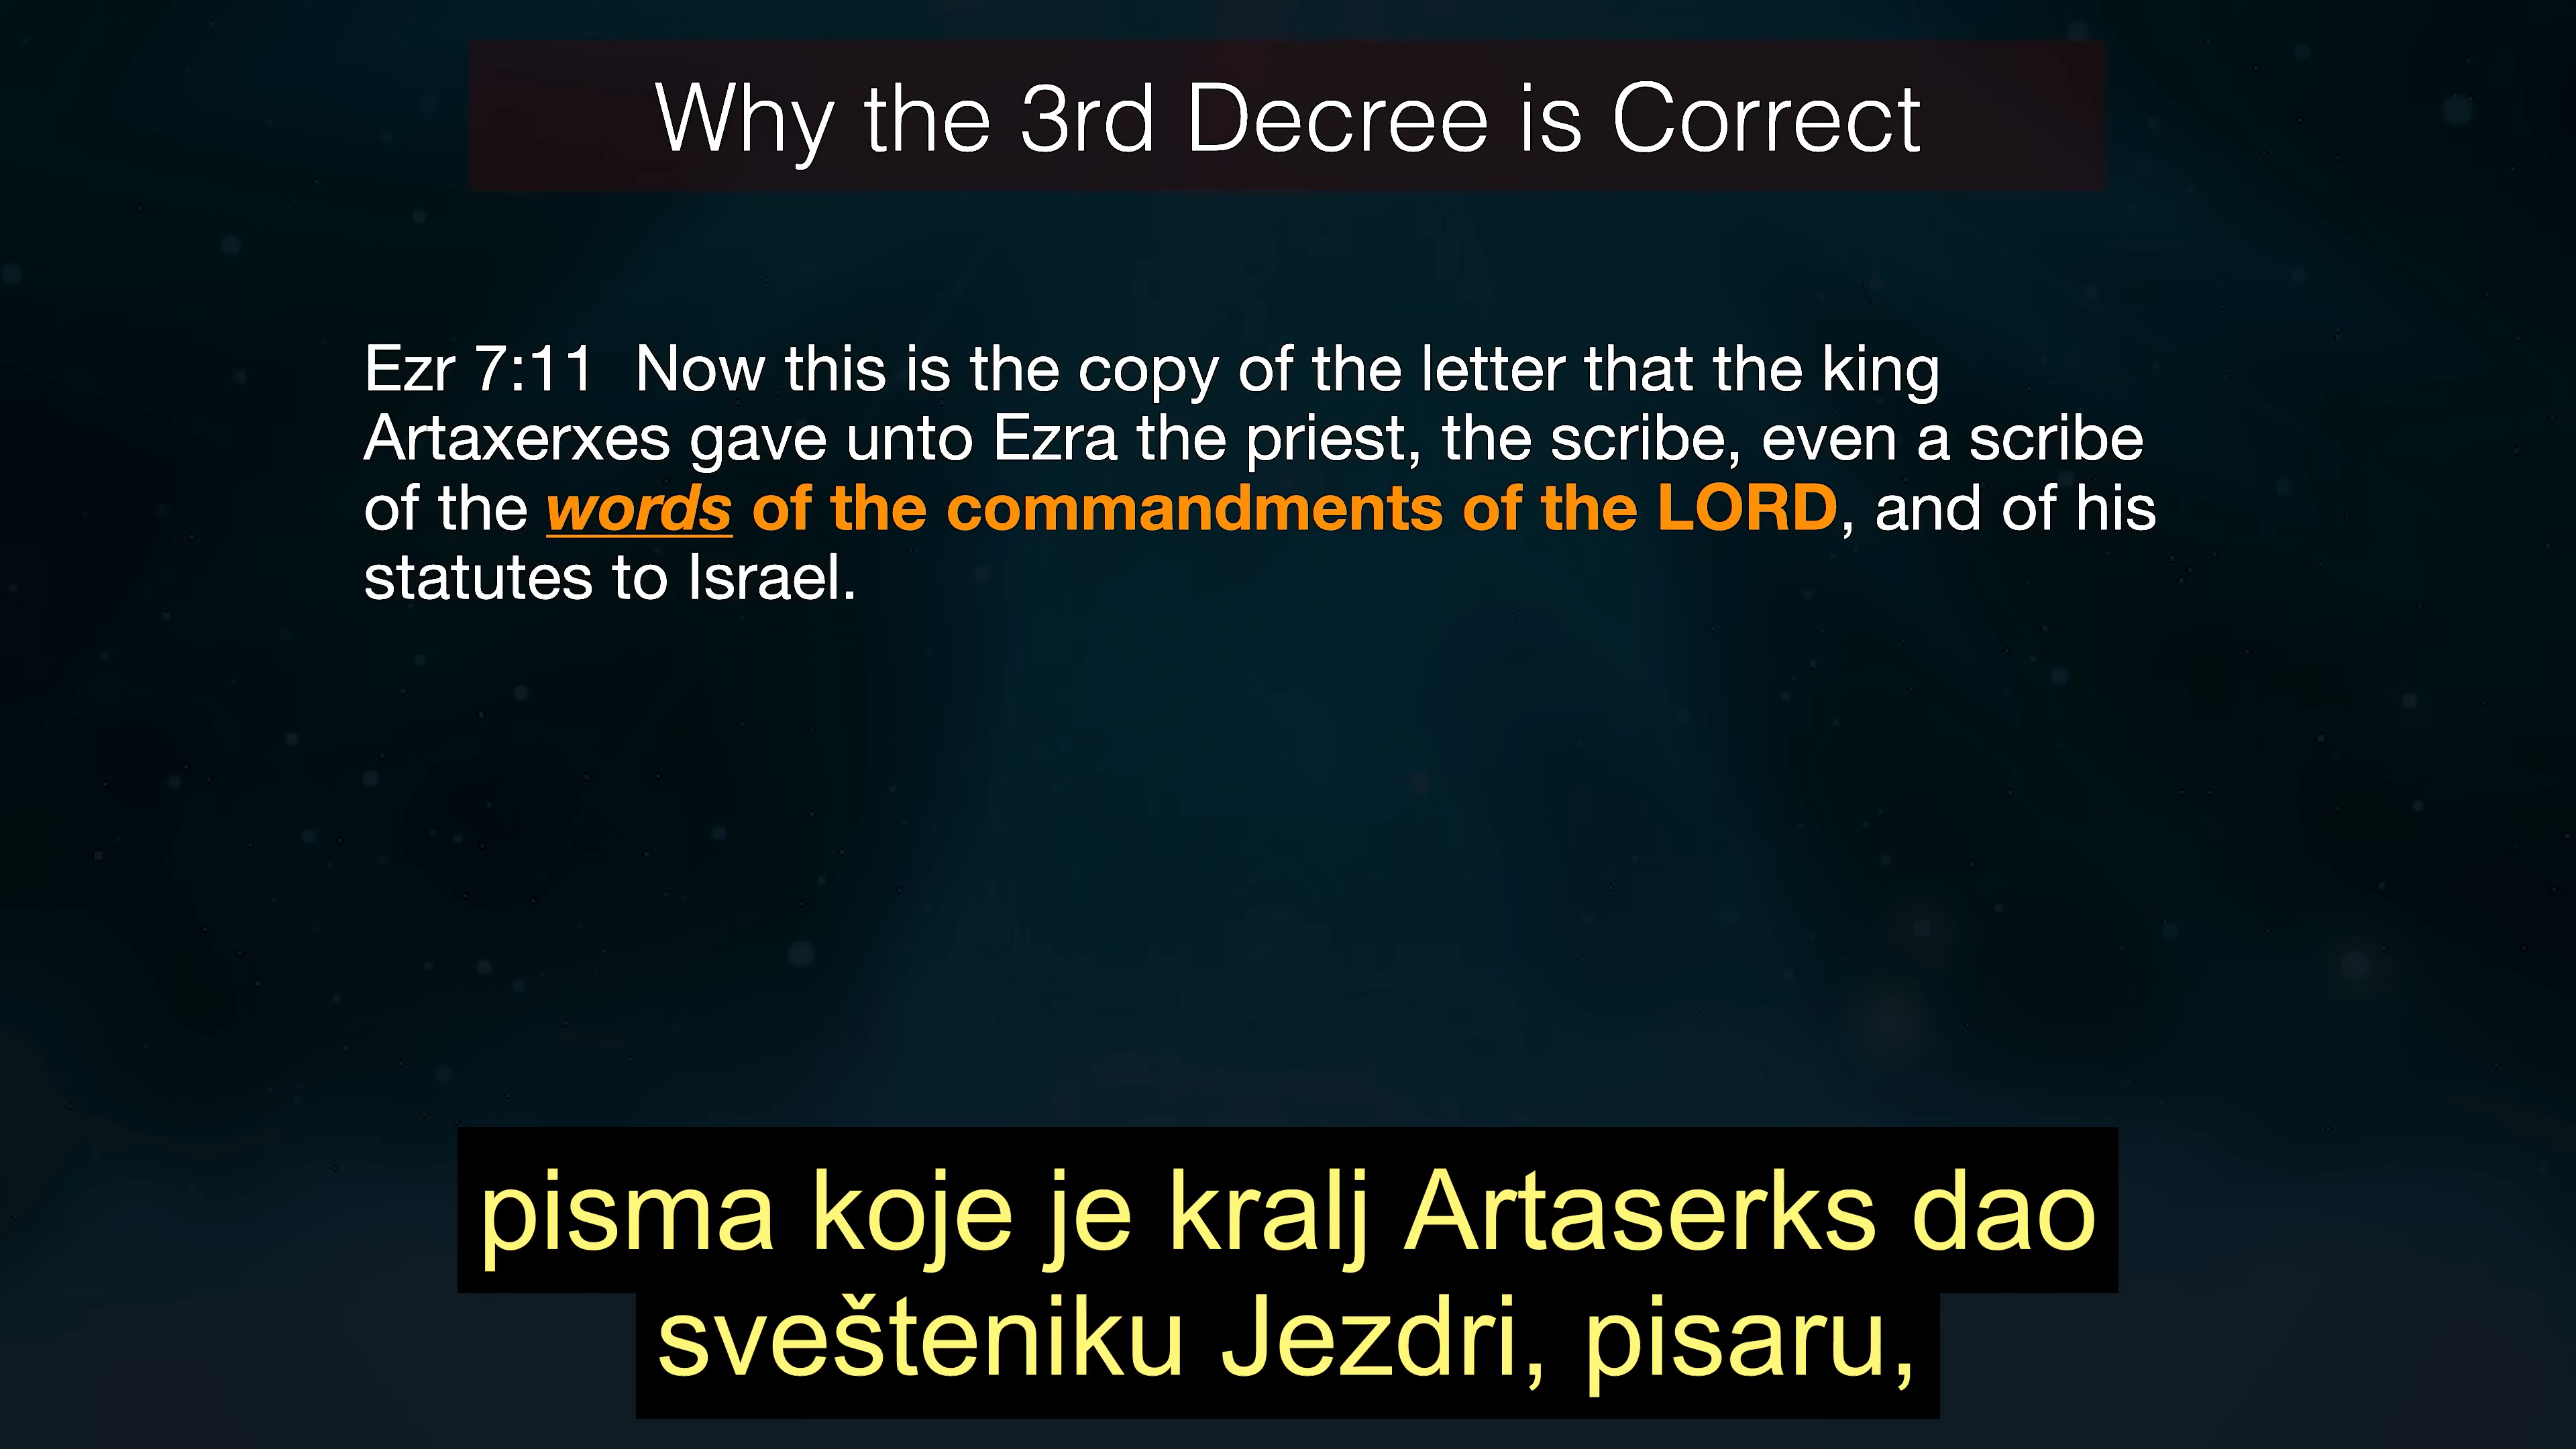 Why the 3rd Decree is Correct
Ezr 7:11  Now this is the copy of the letter that the king
Artaxerxes gave unto Ezra the priest, the scribe, even a scribe
of the words of the commandments of the LORD, and of his
statutes to Israel.
pisma koje je kralj Artaserks dao
svešteniku Jezdri, pisaru,